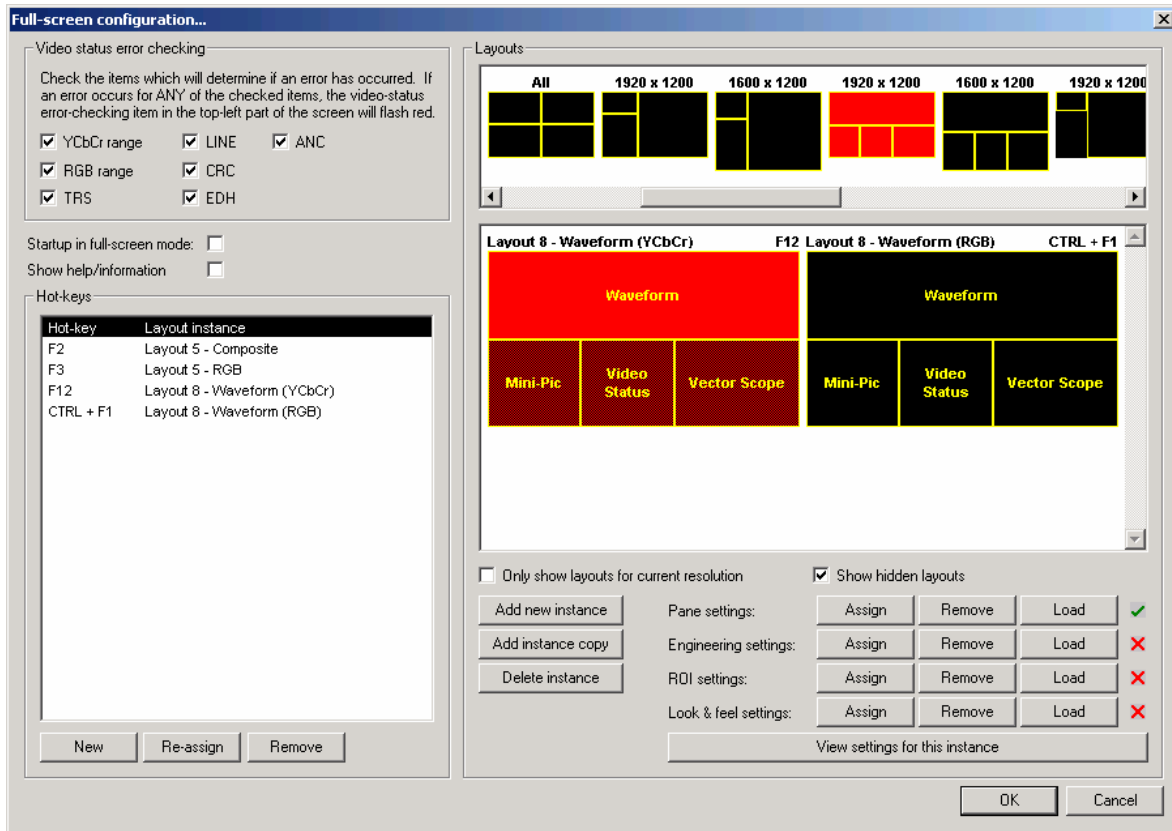 Full-screen configuration...
Video status error checking
Check the items which will determine if an error has occurred. If
an error occurs for ANY of the checked items, the video-status
error-checking item in the top-left part of the screen will flash red.
YCbCr range LINE ANC
RGB range CRC
TRS EDH
Startup in full-screen mode:
Show help/information
Hot-keys
Hot-key Layout instance
F2 Layout 5 - Composite
F3 Layout 5 - RGB
F12 Layout 8 - Waveform (YCbCr)
CTRL + F1 Layout 8 - Waveform (RGB)
New Re-assign Remove
Layouts
All 1920 x 1200 1600 x 1200 1920 x 1200 1600 x 1200 1920 x 1200
Layout 8 - Waveform (YCbCr) F12 Layout 8 - Waveform (RGB) CTRL + F1
Waveform Waveform
Mini-Pic Video Status Vector Scope Mini-Pic Video Status Vector Scope
Only show layouts for current resolution Show hidden layouts
Add new instance Pane settings: Assign Remove Load
Add instance copy Engineering settings: Assign Remove Load
Delete instance ROI settings: Assign Remove Load
Look & feel settings: Assign Remove Load
View settings for this instance
OK Cancel